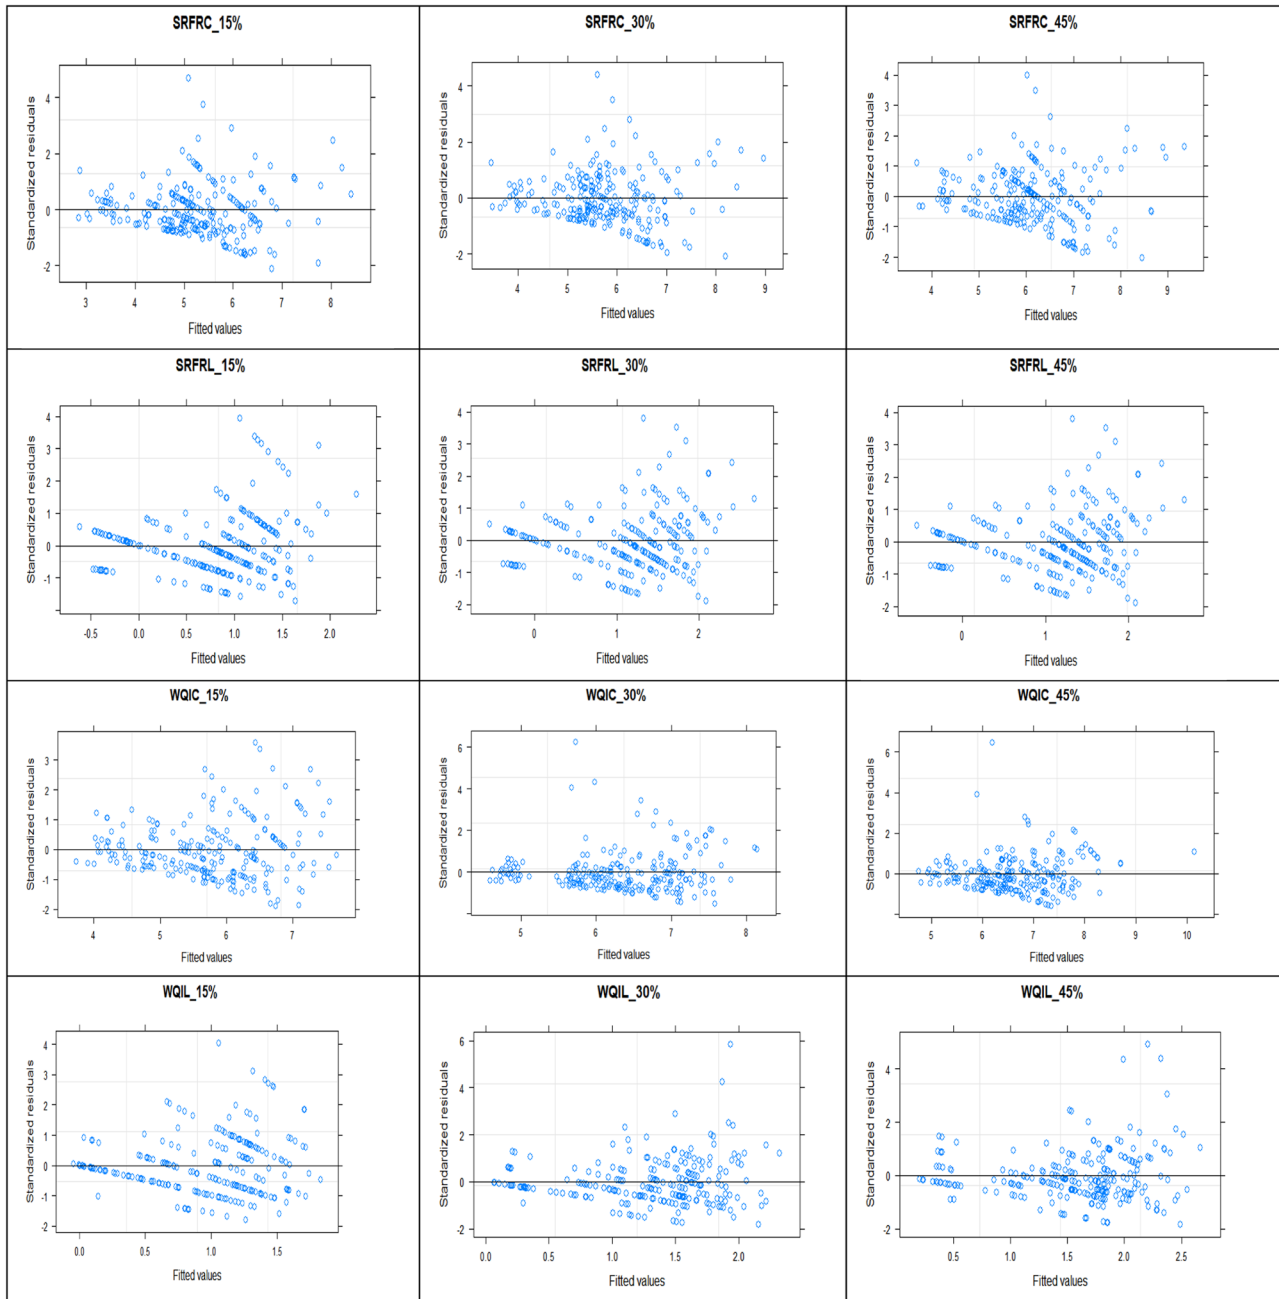 SRFRC_15%
SRFRC_30%
SRFRC_45%
Standardized residuals
4
2
0
-2
3 4 5 6 7 8
Fitted values
Standardized residuals
4
2
0
-2
4 5 6 7 8 9
Fitted values
Standardized residuals
4
3
2
1
0
-1
-2
4 5 6 7 8 9
Fitted values
SRFRL_15%
SRFRL_30%
SRFRL_45%
Standardized residuals
4
3
2
1
0
-1
-0.5 0.0 0.5 1.0 1.5 2.0
Fitted values
Standardized residuals
4
3
2
1
0
-1
-2
0 1 2
Fitted values
Standardized residuals
4
3
2
1
0
-1
-2
0 1 2
Fitted values
WQIC_15%
WQIC_30%
WQIC_45%
Standardized residuals
3
2
1
0
-1
-2
4 5 6 7
Fitted values
Standardized residuals
6
4
2
0
5 6 7 8
Fitted values
Standardized residuals
6
4
2
0
5 6 7 8 9 10
Fitted values
WQIL_15%
WQIL_30%
WQIL_45%
Standardized residuals
4
3
2
1
0
-1
-2
0.0 0.5 1.0 1.5
Fitted values
Standardized residuals
6
4
2
0
-2
0.0 0.5 1.0 1.5 2.0
Fitted values
Standardized residuals
4
2
0
-2
0.5 1.0 1.5 2.0 2.5
Fitted values